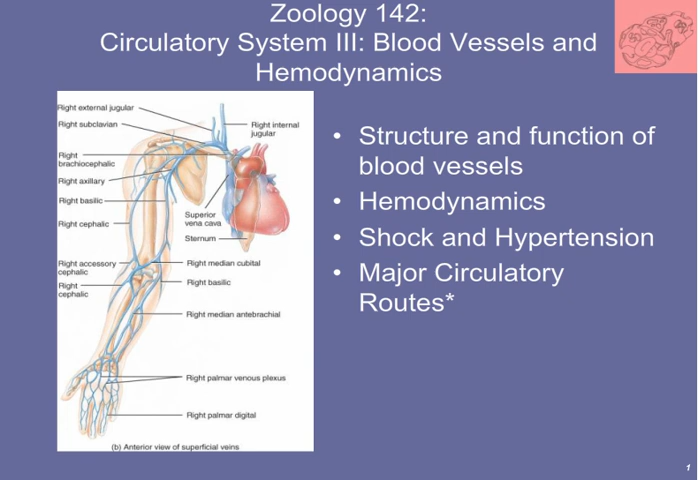 Zoology 142:
Circulatory System III: Blood Vessels and
Hemodynamics
Right external jugular
Right subclavian
Right
brachiocephalic
Right axillary
Right basilic
Right cephalic
Right accessory
cephalic
Right
cephalic
Right internal
jugular
Superior
vena cava
Sternum
Right median cubital
Right basilic
Right median antebrachial
Right palmar venous plexus
Right palmar digital
(b) Anterior view of superficial veins
• Structure and function of
blood vessels
• Hemodynamics
• Shock and Hypertension
• Major Circulatory
Routes*
1